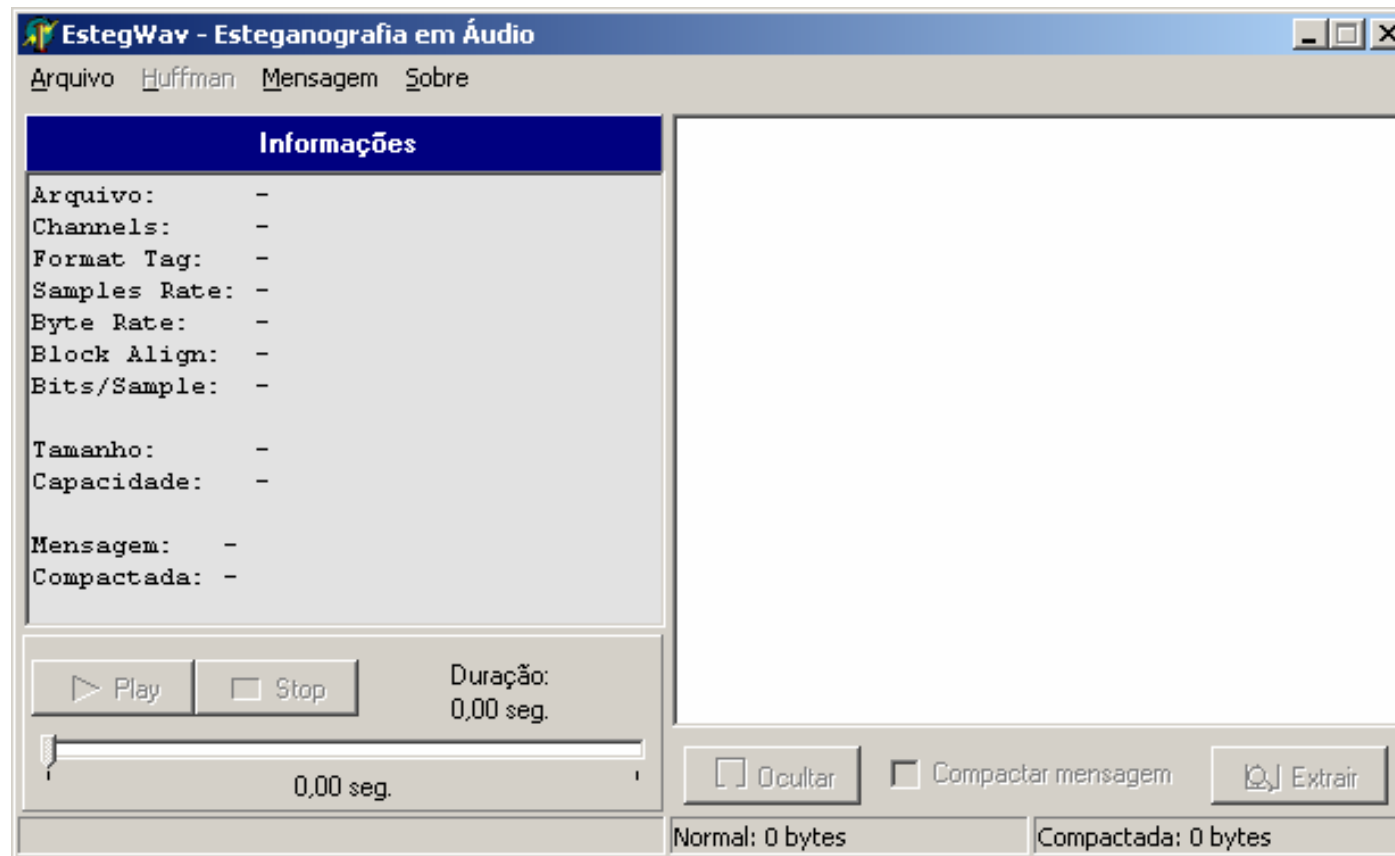 EstegWav - Esteganografia em Áudio
Arquivo Huffman Mensagem Sobre
Informações
Arquivo: -
Channels: -
Format Tag: -
Samples Rate: -
Byte Rate: -
Block Align: -
Bits/Sample: -
Tamanho: -
Capacidade: -
Mensagem: -
Compactada: -
Play Stop
Duração:
0,00 seg.
0,00 seg.
Ocultar Compactar mensagem Extrair
Normal: 0 bytes Compactada: 0 bytes